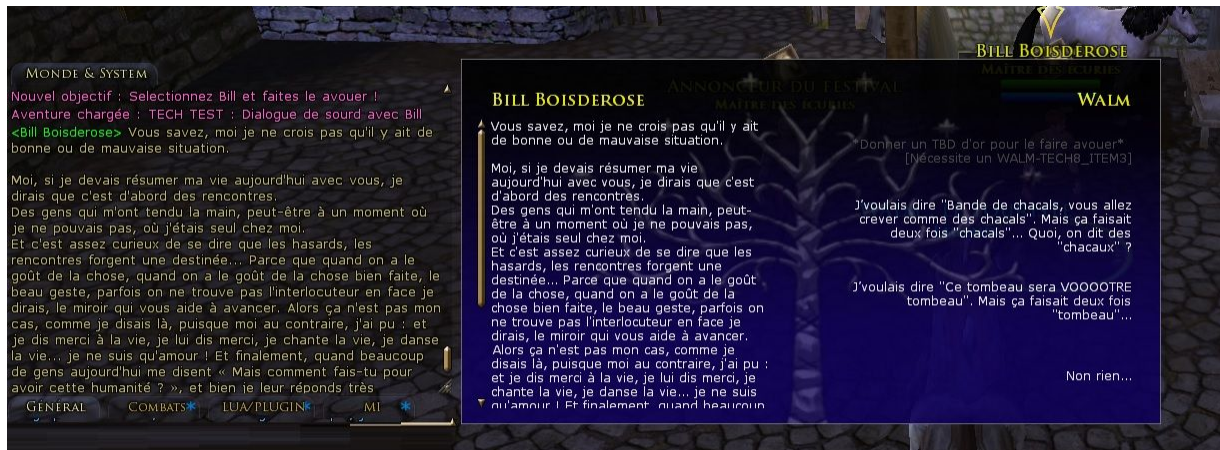 MONDE & SYSTEM
Nouvel objectif : Selectionnez Bill et faites le avouer !
Aventure chargée : TECH TEST : Dialogue de sourd avec Bill
<Bill Boisderose> Vous savez, moi je ne crois pas qu'il y ait de
bonne ou de mauvaise situation.
Moi, si je devais résumer ma vie aujourd'hui avec vous, je
dirais que c'est d'abord des rencontres.
Des gens qui m'ont tendu la main, peut-être à un moment où
je ne pouvais pas, où j'étais seul chez moi.
Et c'est assez curieux de se dire que les hasards, les
rencontres forgent une destinée... Parce que quand on a le
goût de la chose, quand on a le goût de la chose bien faite, le
beau geste, parfois on ne trouve pas l'interlocuteur en face je
dirais, le miroir qui vous aide à avancer. Alors ça n'est pas mon
cas, comme je disais là, puisque moi au contraire, j'ai pu : et
je dis merci à la vie, je lui dis merci, je chante la vie, je danse
la vie... je ne suis qu'amour ! Et finalement, quand beaucoup
de gens aujourd'hui me disent « Mais comment fais-tu pour
avoir cette humanité ? », et bien je leur réponds très
GÉNÉRAL
COMBATS*
LUA/PLUGIN*
MI *
BILL BOISDEROSE
MAÎTRE DES ÉCURIES
ANNONCEUR DU FESTIVAL
MAÎTRE DES ÉCURIES
BILL BOISDEROSE
Vous savez, moi je ne crois pas qu'il y ait
de bonne ou de mauvaise situation.
Moi, si je devais résumer ma vie
aujourd'hui avec vous, je dirais que c'est
d'abord des rencontres.
Des gens qui m'ont tendu la main, peut-
être à un moment où je ne pouvais pas,
où j'étais seul chez moi.
Et c'est assez curieux de se dire que les
hasards, les rencontres forgent une
destinée... Parce que quand on a le goût
de la chose, quand on a le goût de la
chose bien faite, le beau geste, parfois on
ne trouve pas l'interlocuteur en face je
dirais, le miroir qui vous aide à avancer.
Alors ça n'est pas mon cas, comme je
disais là, puisque moi au contraire, j'ai pu :
et je dis merci à la vie, je lui dis merci, je
chante la vie, je danse la vie... je ne suis
qu'amour ! Et finalement, quand beaucoup
WALM
*Donner un TBD d'or pour le faire avouer*
[Nécessite un WALM-TECH8_ITEM3]
J'voulais dire "Bande de chacals, vous allez
crever comme des chacals". Mais ça faisait
deux fois "chacals"... Quoi, on dit des
"chacaux" ?
J'voulais dire "Ce tombeau sera VOOOOTRE
tombeau". Mais ça faisait deux fois
"tombeau"...
Non rien...